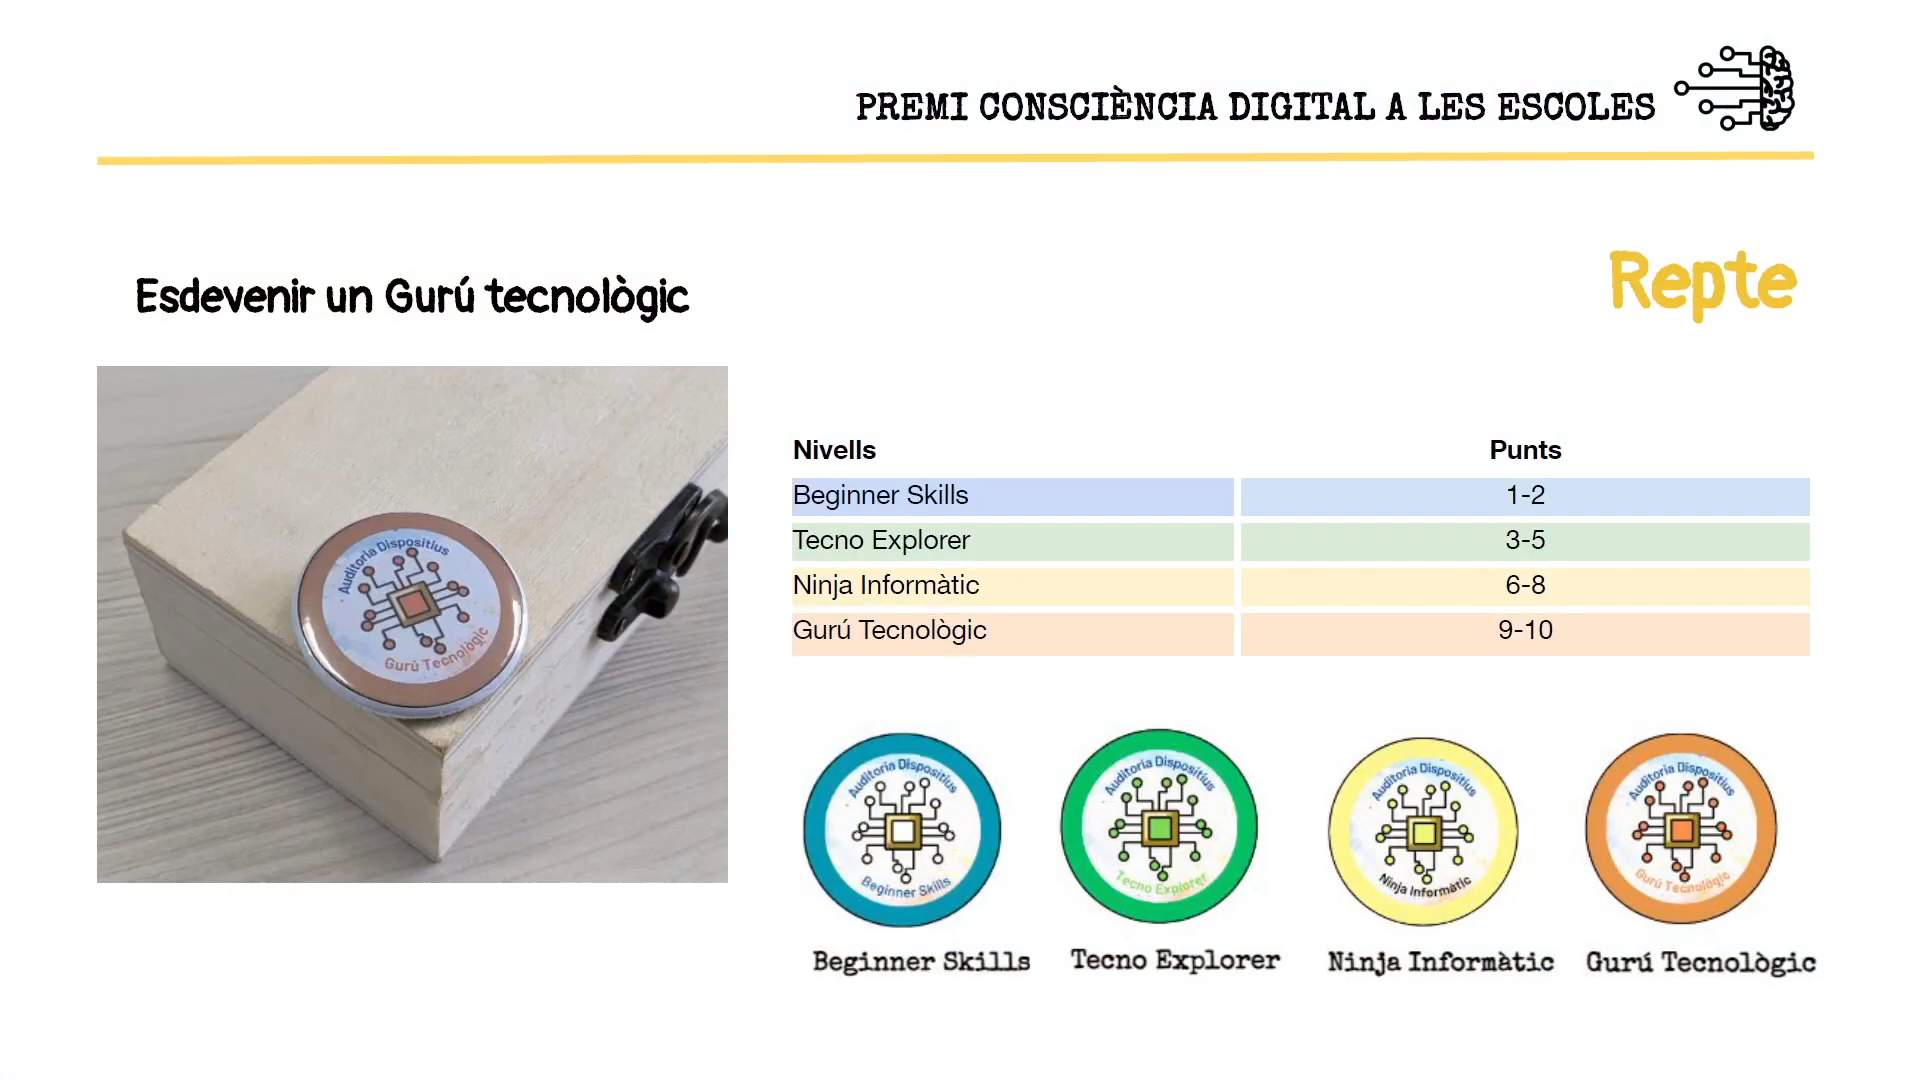 PREMI CONSCIÈNCIA DIGITAL A LES ESCOLES
Esdevenir un Gurú tecnològic
Repte
Auditoria Dispositius
Gurú Tecnològic
Nivells Punts
Beginner Skills 1-2
Tecno Explorer 3-5
Ninja Informàtic 6-8
Gurú Tecnològic 9-10
Auditoria Dispositius
Beginner Skills
Auditoria Dispositius
Tecno Explorer
Auditoria Dispositius
Ninja Informàtic
Auditoria Dispositius
Gurú Tecnològic
Beginner Skills
Tecno Explorer
Ninja Informàtic
Gurú Tecnològic